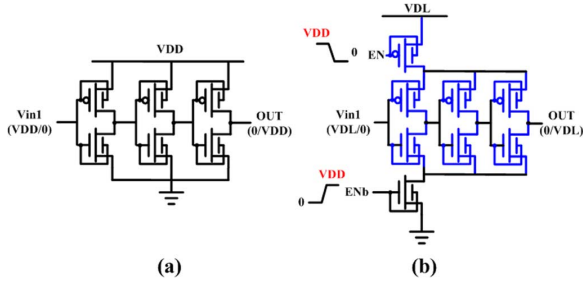 VDD
Vin1
(VDD/0)
OUT
(0/VDD)
(a)
VDL
VDD
0
EN
Vin1
(VDL/0)
OUT
(0/VDL)
VDD
0
ENb
(b)